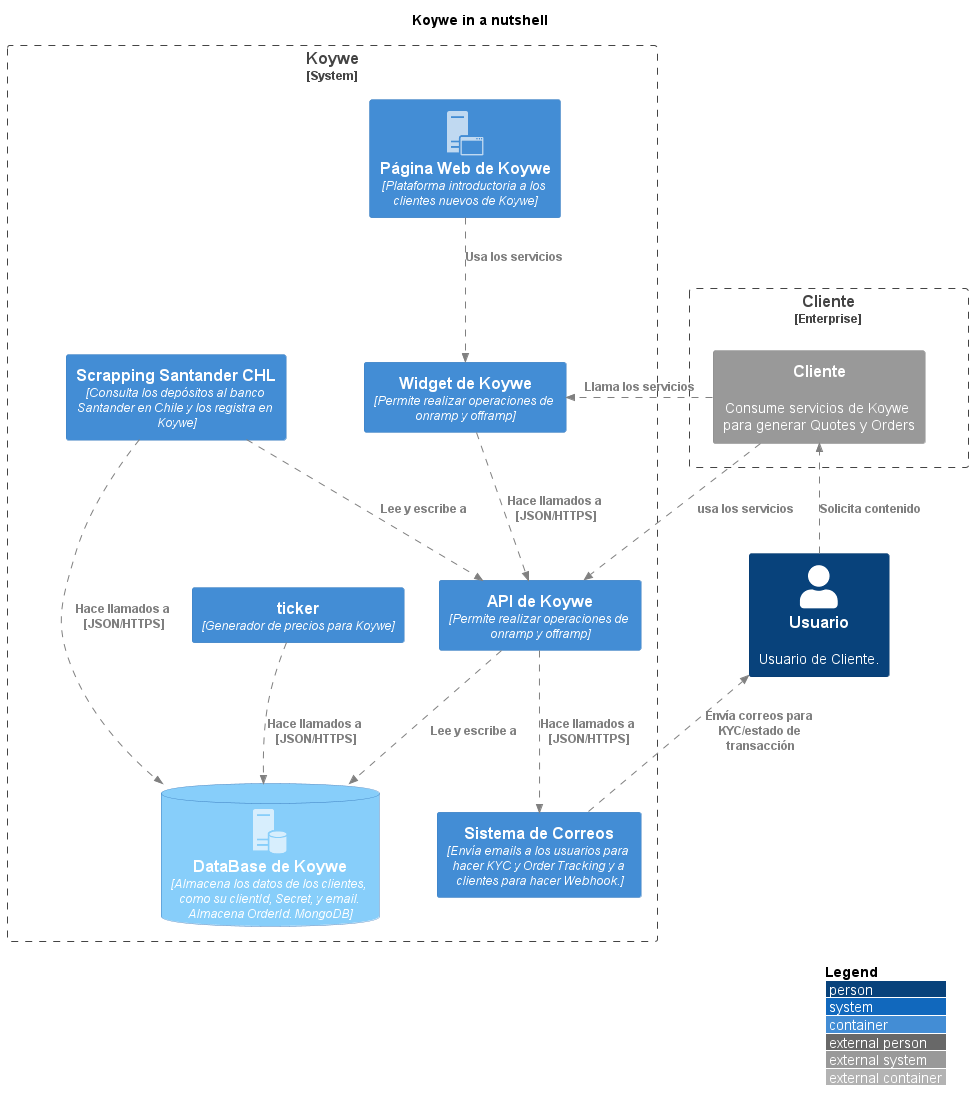 Koywe in a nutshell
Koywe
[System]
Página Web de Koywe
[Plataforma introductoria a los
clientes nuevos de Koywe]
Usa los servicios
Cliente
[Enterprise]
Scrapping Santander CHL
[Consulta los depósitos al banco
Santander en Chile y los registra en
Koywe]
Widget de Koywe
[Permite realizar operaciones de
onramp y offramp]
Llama los servicios
Cliente
Consume servicios de Koywe
para generar Quotes y Orders
Lee y escribe a
Hace llamados a
[JSON/HTTPS]
usa los servicios
Solicita contenido
Hace llamados a
[JSON/HTTPS]
ticker
[Generador de precios para Koywe]
API de Koywe
[Permite realizar operaciones de
onramp y offramp]
Usuario
Usuario de Cliente.
Hace llamados a
[JSON/HTTPS]
Lee y escribe a
Hace llamados a
[JSON/HTTPS]
Envía correos para
KYC/estado de
transacción
DataBase de Koywe
[Almacena los datos de los clientes,
como su clientId, Secret, y email.
Almacena OrderId. MongoDB]
Sistema de Correos
[Envía emails a los usuarios para
hacer KYC y Order Tracking y a
clientes para hacer Webhook.]
Legend
person
system
container
external person
external system
external container